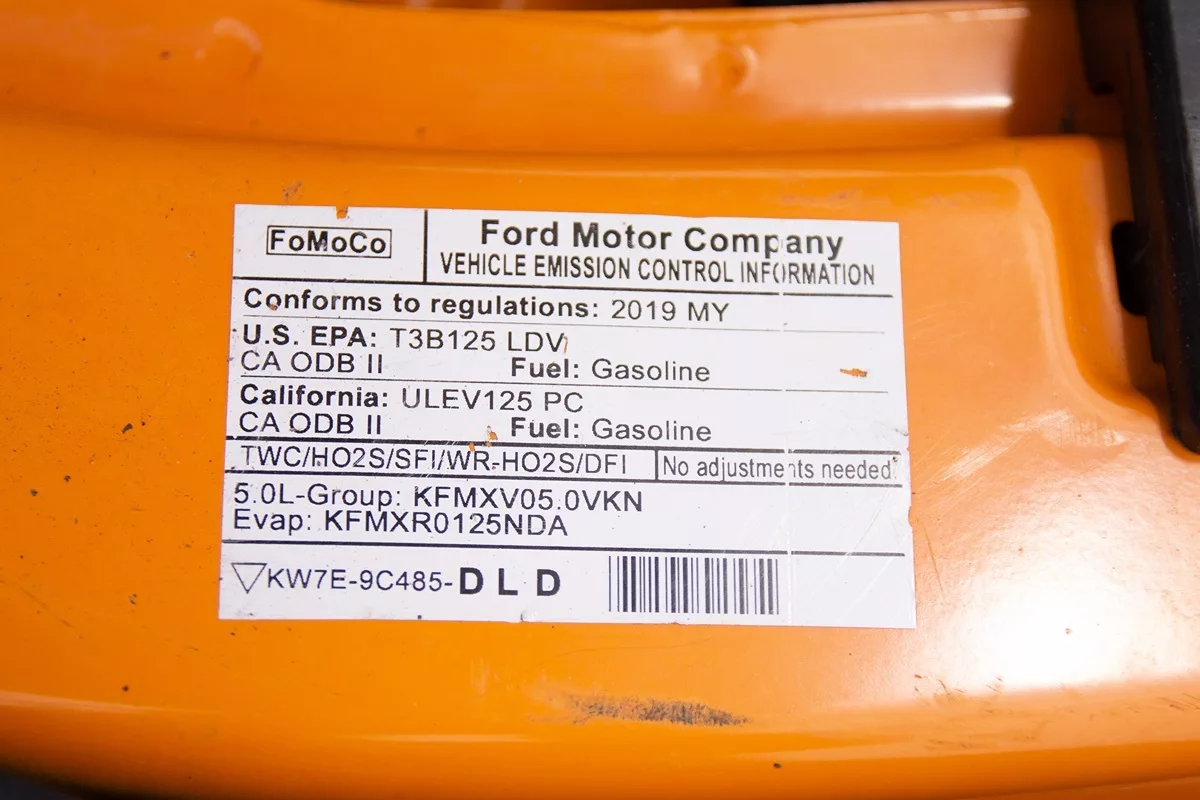 FoMoCo
Ford Motor Company
VEHICLE EMISSION CONTROL INFORMATION
Conforms to regulations: 2019 MY
U.S. EPA: T3B125 LDV
CA ODB II Fuel: Gasoline
California: ULEV125 PC
CA ODB II Fuel: Gasoline
TWC/HO2S/SFI/WR-HO2S/DFI No adjustments needed.
5.0L-Group: KFMXV05.0VKN
Evap: KFMXR0125NDA
KW7E-9C485-DLD